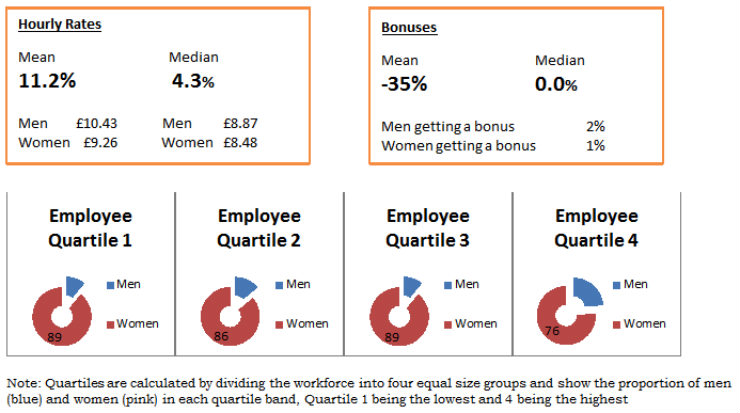 Hourly Rates
Mean Median
11.2% 4.3%
Men £10.43 Men £8.87
Women £9.26 Women £8.48
Bonuses
Mean Median
-35% 0.0%
Men getting a bonus 2%
Women getting a bonus 1%
Employee
Quartile 1
Men
Women
89
Employee
Quartile 2
Men
Women
86
Employee
Quartile 3
Men
Women
89
Employee
Quartile 4
Men
Women
76
Note: Quartiles are calculated by dividing the workforce into four equal size groups and show the proportion of men
(blue) and women (pink) in each quartile band, Quartile 1 being the lowest and 4 being the highest